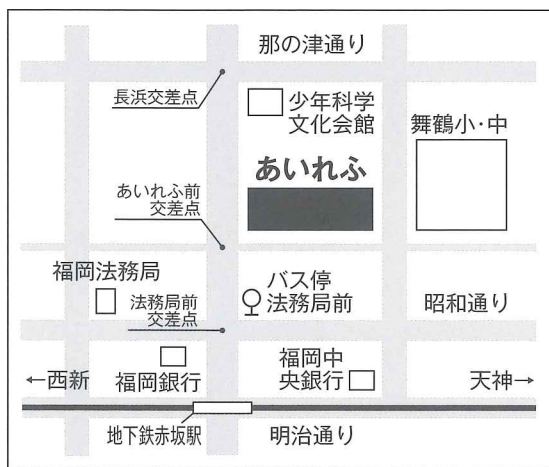 那の津通り
長浜交差点
少年科学
文化会館
舞鶴小・中
あいれふ
あいれふ前
交差点
福岡法務局
法務局前
交差点
バス停
法務局前
昭和通り
福岡銀行
福岡中
央銀行
←西新
天神→
地下鉄赤坂駅
明治通り